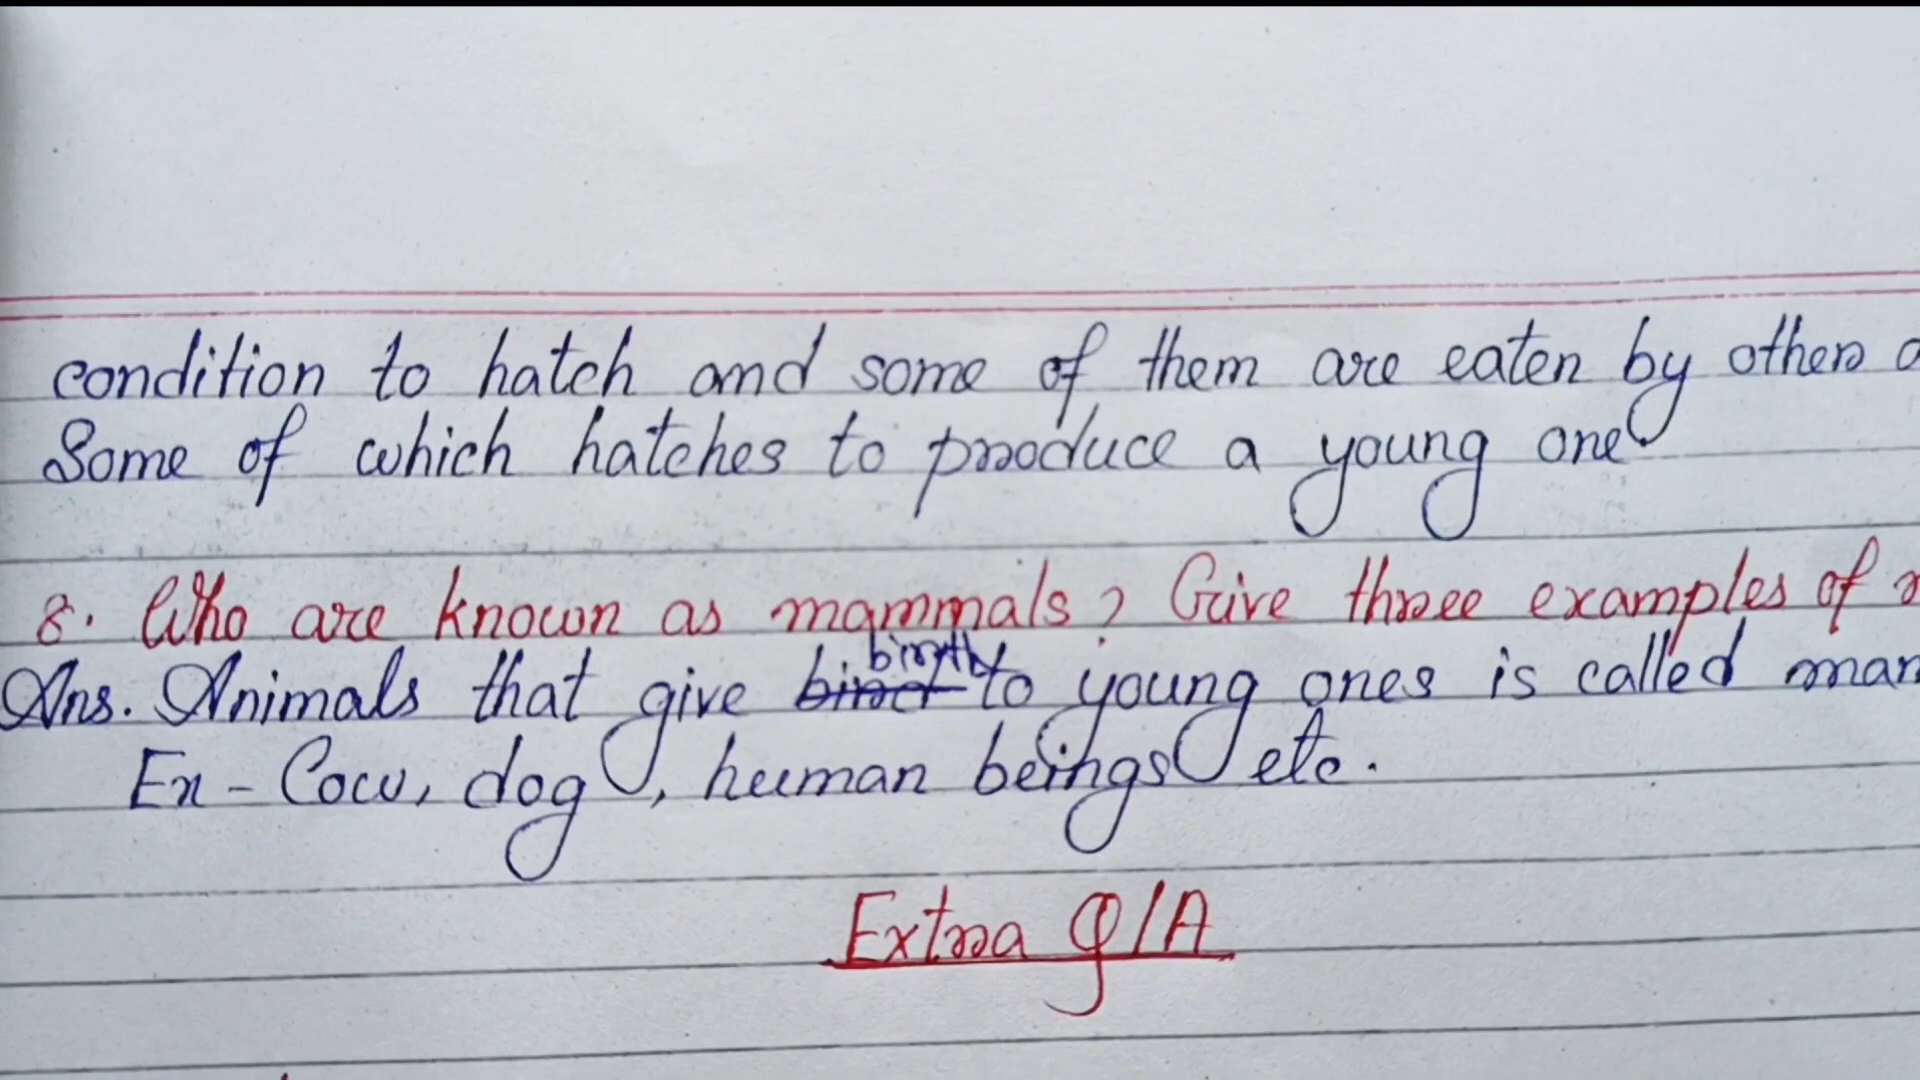 condition to hatch and some of them are eaten by other
Some of which hatches to produce a young one.
8. Who are known as mammals? Give three examples of
Ans. Animals that give birth to young ones is called
Ex - Cow, dog, human beings etc.
Extra Q/A